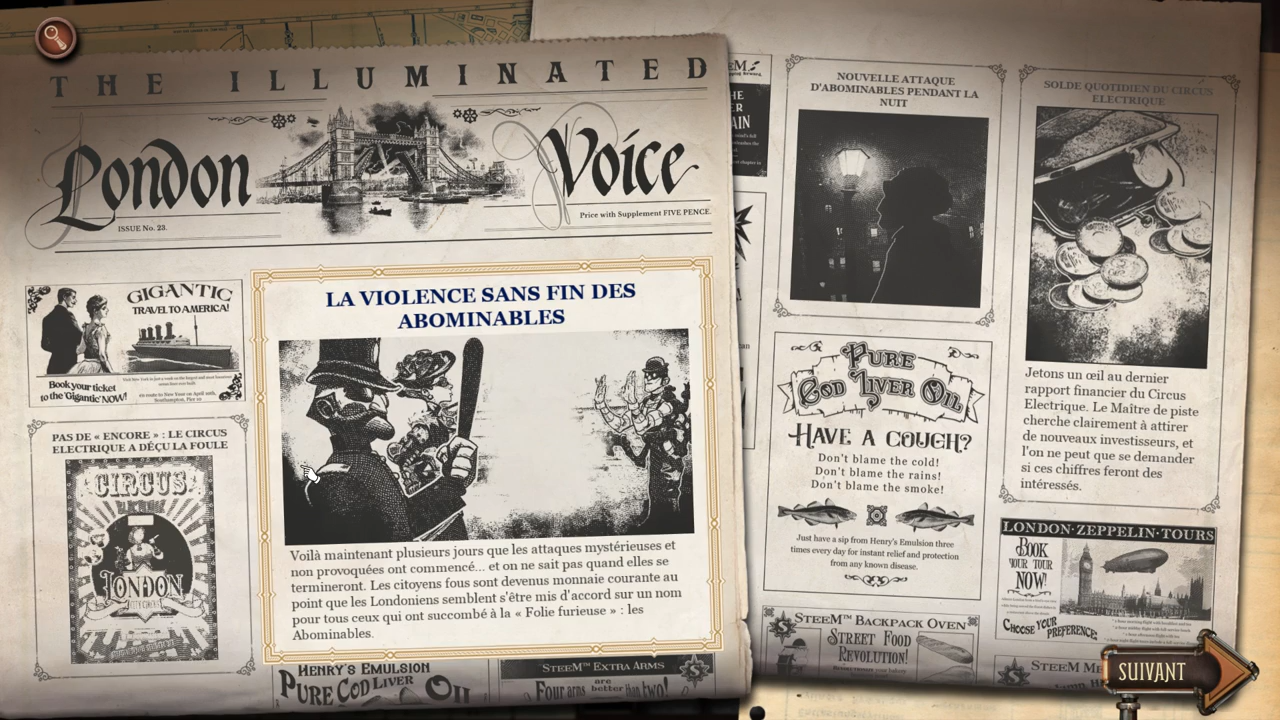 THE ILLUMINATED
London Voice
ISSUE No. 23.
Price with Supplement FIVE PENCE.
GIGANTIC
TRAVEL TO AMERICA!
Book your ticket
to the 'Gigantic' NOW!
PAS DE « ENCORE » : LE CIRCUS
ELECTRIQUE A DÉÇU LA FOULE
CIRCUS
LONDON
LA VIOLENCE SANS FIN DES
ABOMINABLES
Voilà maintenant plusieurs jours que les attaques mystérieuses et
non provoquées ont commencé... et on ne sait pas quand elles se
termineront. Les citoyens fous sont devenus monnaie courante au
point que les Londoniens semblent s'être mis d'accord sur un nom
pour tous ceux qui ont succombé à la « Folie furieuse » : les
Abominables.
HENRY'S EMULSION
PURE COD LIVER OIL
STEEM™ EXTRA ARMS
Four arms are better than two!
NOUVELLE ATTAQUE
D'ABOMINABLES PENDANT LA
NUIT
PURE
COD LIVER OIL
HAVE A COUGH?
Don't blame the cold!
Don't blame the rains!
Don't blame the smoke!
Just have a sip from Henry's Emulsion three
times every day for instant relief and protection
from any known disease.
STEEM™ BACKPACK OVEN
STREET FOOD
REVOLUTION!
SOLDE QUOTIDIEN DU CIRCUS
ELECTRIQUE
Jetons un œil au dernier
rapport financier du Circus
Electrique. Le Maître de piste
cherche clairement à attirer
de nouveaux investisseurs, et
l'on ne peut que se demander
si ces chiffres feront des
intéressés.
LONDON·ZEPPELIN·TOURS
BOOK
YOUR TOUR
NOW!
CHOOSE YOUR PREFERENCE
STEEM
SUIVANT